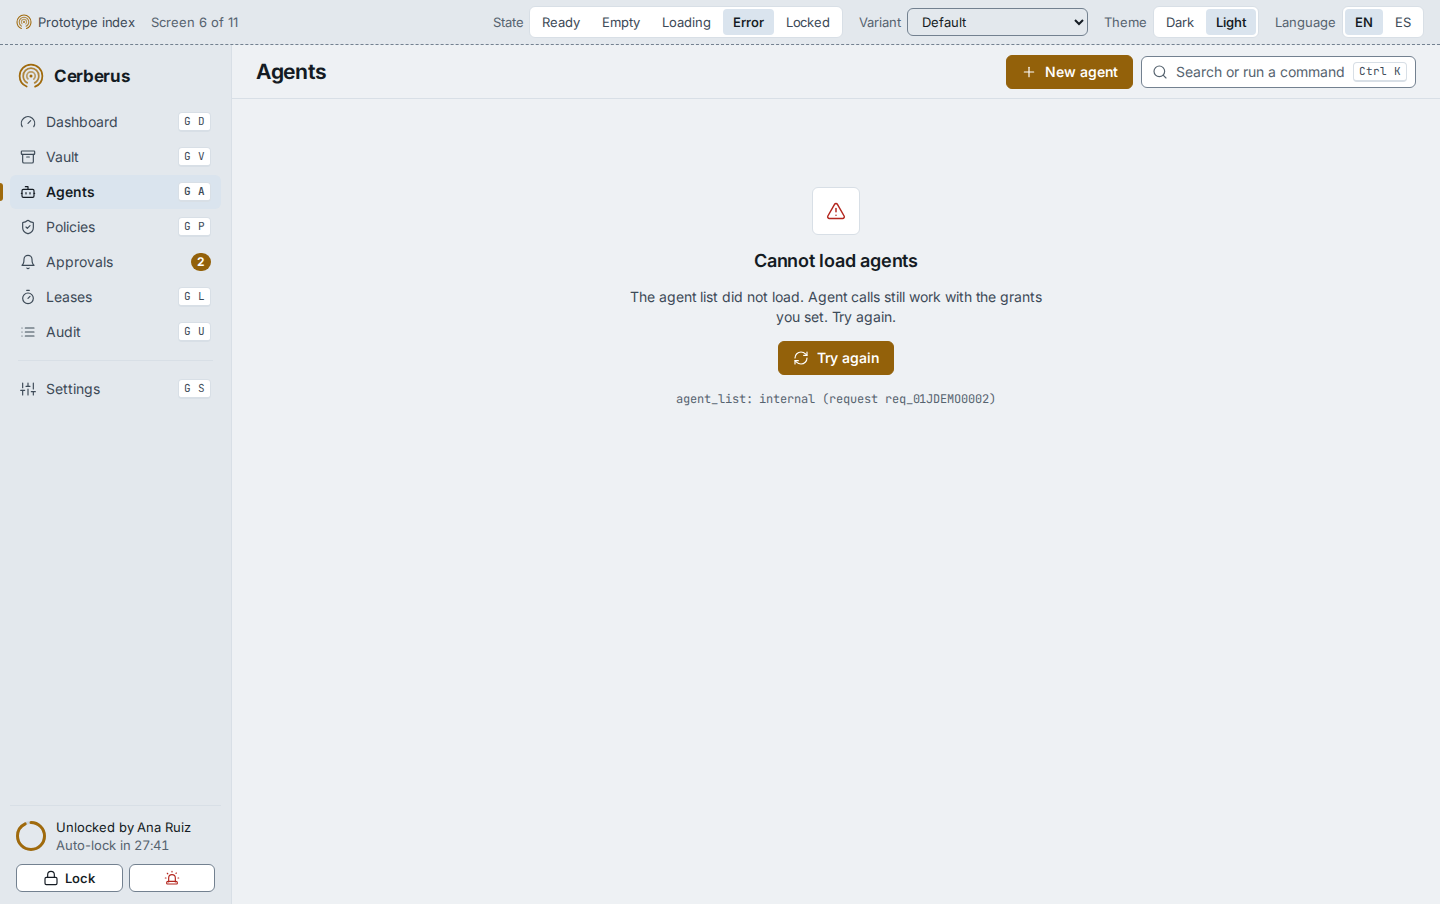 Prototype index Screen 6 of 11 State Ready Empty Loading Error Locked Variant Default Theme Dark Light Language EN ES
Cerberus
Agents
New agent
Search or run a command Ctrl K
Dashboard G D
Vault G V
Agents G A
Policies G P
Approvals 2
Leases G L
Audit G U
Settings G S
Cannot load agents
The agent list did not load. Agent calls still work with the grants
you set. Try again.
Try again
agent_list: internal (request req_01JDEMO0002)
Unlocked by Ana Ruiz
Auto-lock in 27:41
Lock